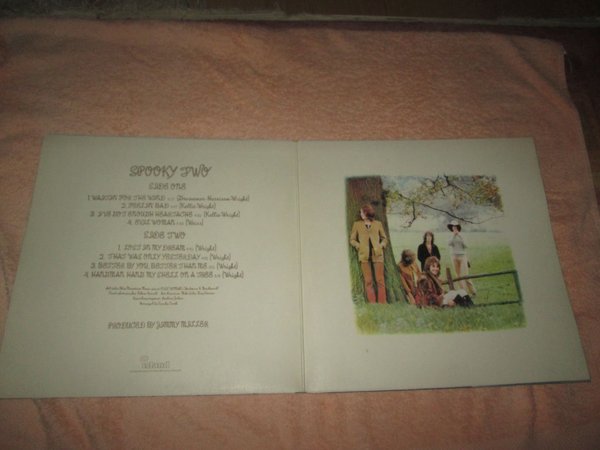 SPOOKY TWO
SIDE ONE
1 WAITIN' FOR THE WIND (Grosvenor/Harrison/Wright)
2. FEELIN' BAD (Kellie/Wright)
3. I'VE GOT ENOUGH HEARTACHE (Kellie/Wright)
4. EVIL WOMAN (Weiss)
SIDE TWO
1. LOST IN MY DREAM (Wright)
2. THAT WAS ONLY YESTERDAY (Wright)
3. BETTER BY YOU, BETTER THAN ME (Wright)
4. HANGMAN HANG MY SHELL ON A TREE (Wright)
PRODUCED BY JIMMY MILLER
island